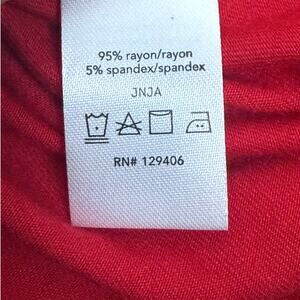 95% rayon/rayon
5% spandex/spandex
JNJA
RN# 129406